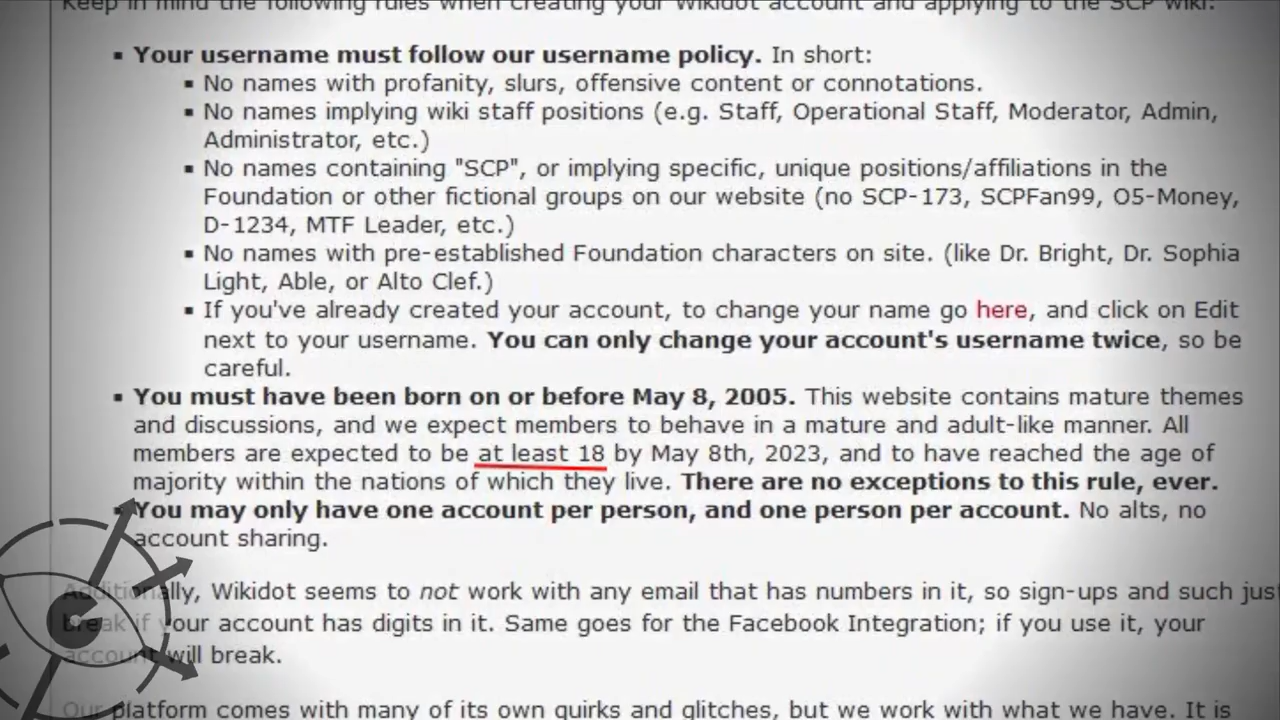 Keep in mind the following rules when creating your Wikidot account and applying to the SCP wiki:
▪ Your username must follow our username policy. In short:
▪ No names with profanity, slurs, offensive content or connotations.
▪ No names implying wiki staff positions (e.g. Staff, Operational Staff, Moderator, Admin,
Administrator, etc.)
▪ No names containing "SCP", or implying specific, unique positions/affiliations in the
Foundation or other fictional groups on our website (no SCP-173, SCPFan99, O5-Money,
D-1234, MTF Leader, etc.)
▪ No names with pre-established Foundation characters on site. (like Dr. Bright, Dr. Sophia
Light, Able, or Alto Clef.)
▪ If you've already created your account, to change your name go here, and click on Edit
next to your username. You can only change your account's username twice, so be
careful.
▪ You must have been born on or before May 8, 2005. This website contains mature themes
and discussions, and we expect members to behave in a mature and adult-like manner. All
members are expected to be at least 18 by May 8th, 2023, and to have reached the age of
majority within the nations of which they live. There are no exceptions to this rule, ever.
▪ You may only have one account per person, and one person per account. No alts, no
account sharing.
Additionally, Wikidot seems to not work with any email that has numbers in it, so sign-ups and such just
break if your account has digits in it. Same goes for the Facebook Integration; if you use it, your
account will break.
Our platform comes with many of its own quirks and glitches, but we work with what we have. It is